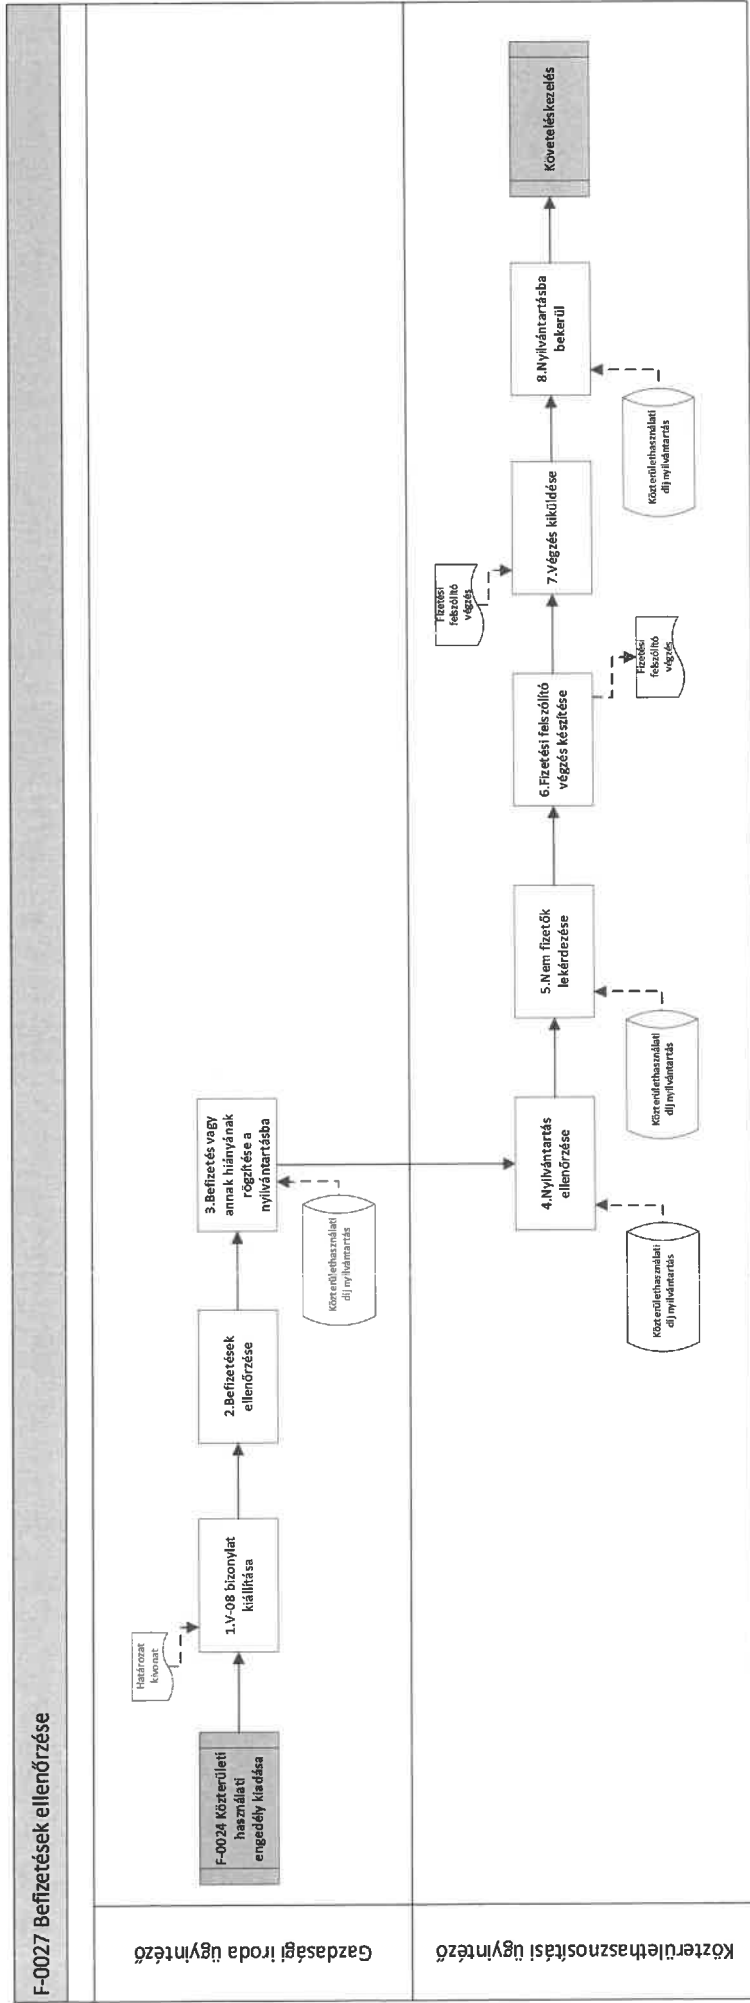 F-0027 Befizetések ellenőrzése
Gazdasági iroda ügyintéző
F-0024 Közterületi
használati
engedély kiadása
Határozat
kivonat
1.V-08 bizonylat
kiállítása
2.Befizetések
ellenőrzése
3.Befizetés vagy
annak hiányának
rögzítése a
nyilvántartásba
Közterülethasználati
díj nyilvántartás
Közterülethasznosítási ügyintéző
4.Nyilvántartás
ellenőrzése
Közterülethasználati
díj nyilvántartás
5.Nem fizetők
lekérdezése
Közterülethasználati
díj nyilvántartás
6.Fizetési felszólító
végzés készítése
Fizetési
felszólító
végzés
Fizetési
felszólító
végzés
7.Végzés kiküldése
8.Nyilvántartásba
bekerül
Közterülethasználati
díj nyilvántartás
Követeléskezelés